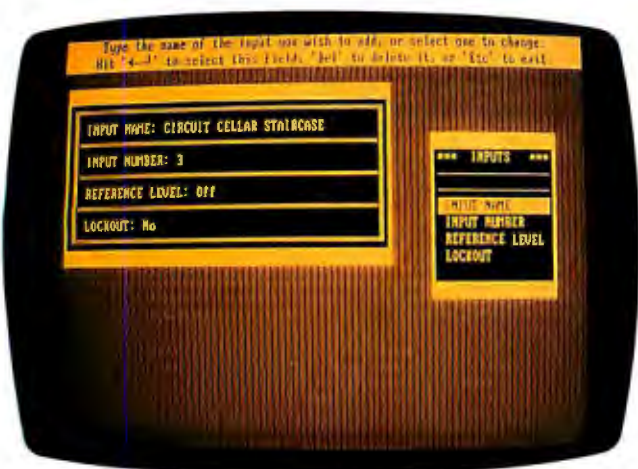 Type the name of the input you wish to add, or select one to change.
Hit '<--┘' to select this field, 'Del' to delete it, or 'Esc' to exit.
INPUT NAME: CIRCUIT CELLAR STAIRCASE
INPUT NUMBER: 3
REFERENCE LEVEL: Off
LOCKOUT: No
*** INPUTS ***
INPUT NAME
INPUT NUMBER
REFERENCE LEVEL
LOCKOUT